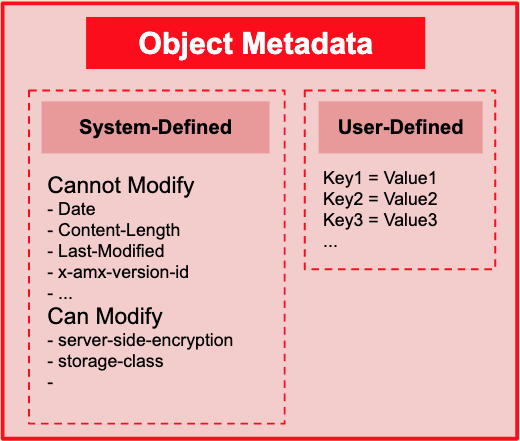 Object Metadata
System-Defined
Cannot Modify
- Date
- Content-Length
- Last-Modified
- x-amx-version-id
- ...
Can Modify
- server-side-encryption
- storage-class
-
User-Defined
Key1 = Value1
Key2 = Value2
Key3 = Value3
...